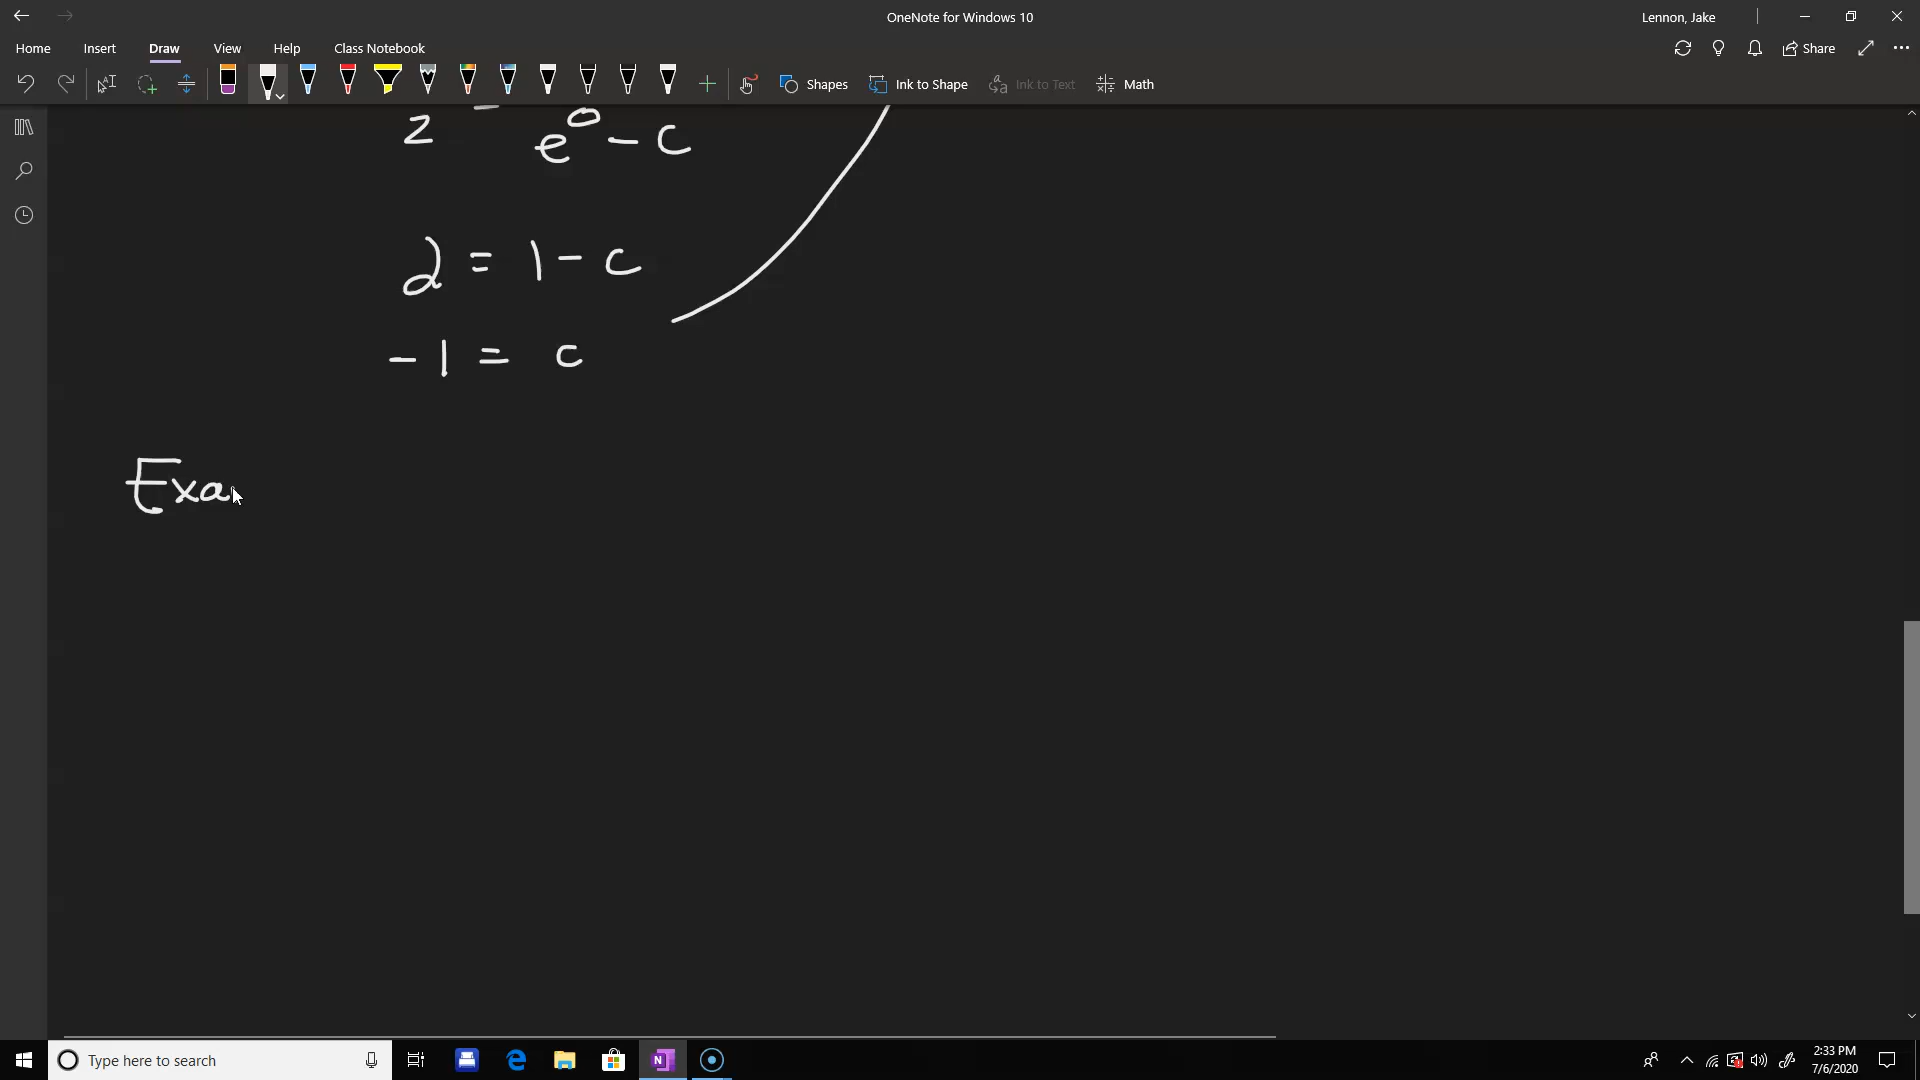 OneNote for Windows 10
Lennon, Jake
Home Insert Draw View Help Class Notebook
Share
Shapes Ink to Shape Ink to Text Math
2 = e^0 - c
2 = 1 - c
-1 = c
Exa
Type here to search
2:33 PM
7/6/2020